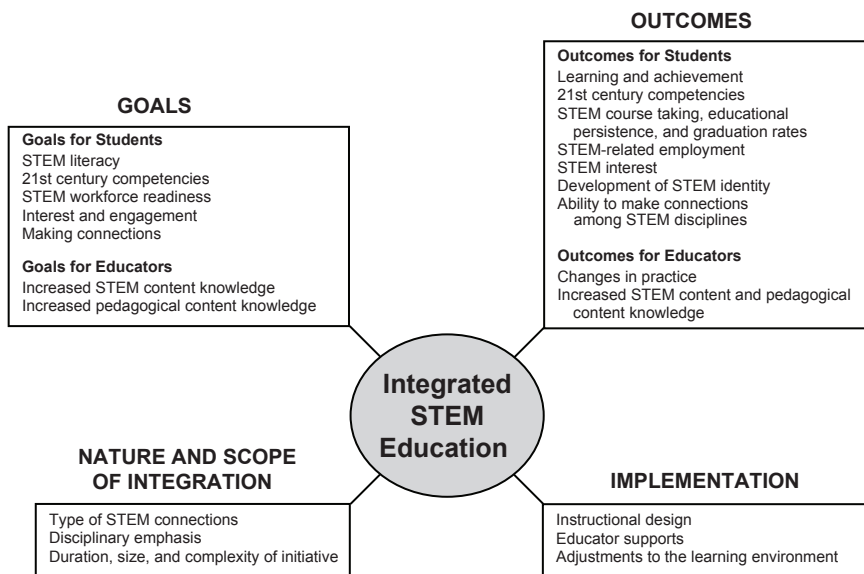 GOALS
Goals for Students
STEM literacy
21st century competencies
STEM workforce readiness
Interest and engagement
Making connections
Goals for Educators
Increased STEM content knowledge
Increased pedagogical content knowledge
OUTCOMES
Outcomes for Students
Learning and achievement
21st century competencies
STEM course taking, educational
persistence, and graduation rates
STEM-related employment
STEM interest
Development of STEM identity
Ability to make connections
among STEM disciplines
Outcomes for Educators
Changes in practice
Increased STEM content and pedagogical
content knowledge
Integrated
STEM
Education
NATURE AND SCOPE
OF INTEGRATION
Type of STEM connections
Disciplinary emphasis
Duration, size, and complexity of initiative
IMPLEMENTATION
Instructional design
Educator supports
Adjustments to the learning environment